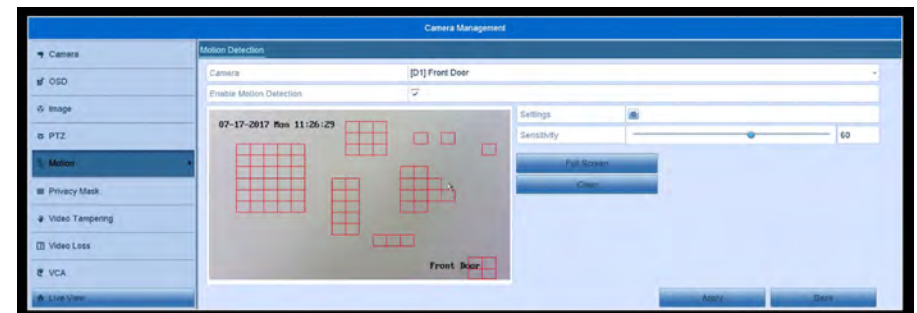 Camera Management
Camera
OSD
Image
PTZ
Motion
Privacy Mask
Video Tampering
Video Loss
VCA
Live View
Motion Detection
Camera
[D1] Front Door
Enable Motion Detection
07-17-2017 Mon 11:26:29
Front Door
Settings
Sensitivity
60
Full Screen
Clear
Apply
Back